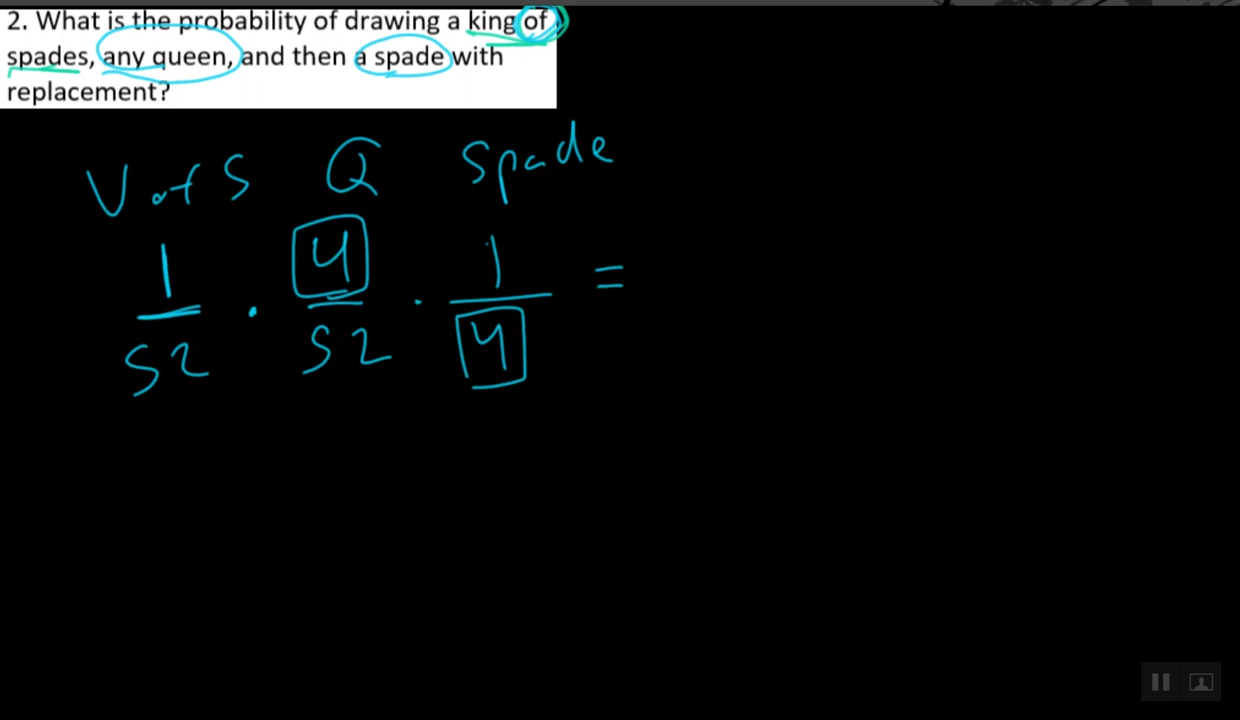 2. What is the probability of drawing a king of
spades, any queen, and then a spade with
replacement?
V of S Q Spade
1 4 1 =
52 · 52 · 4